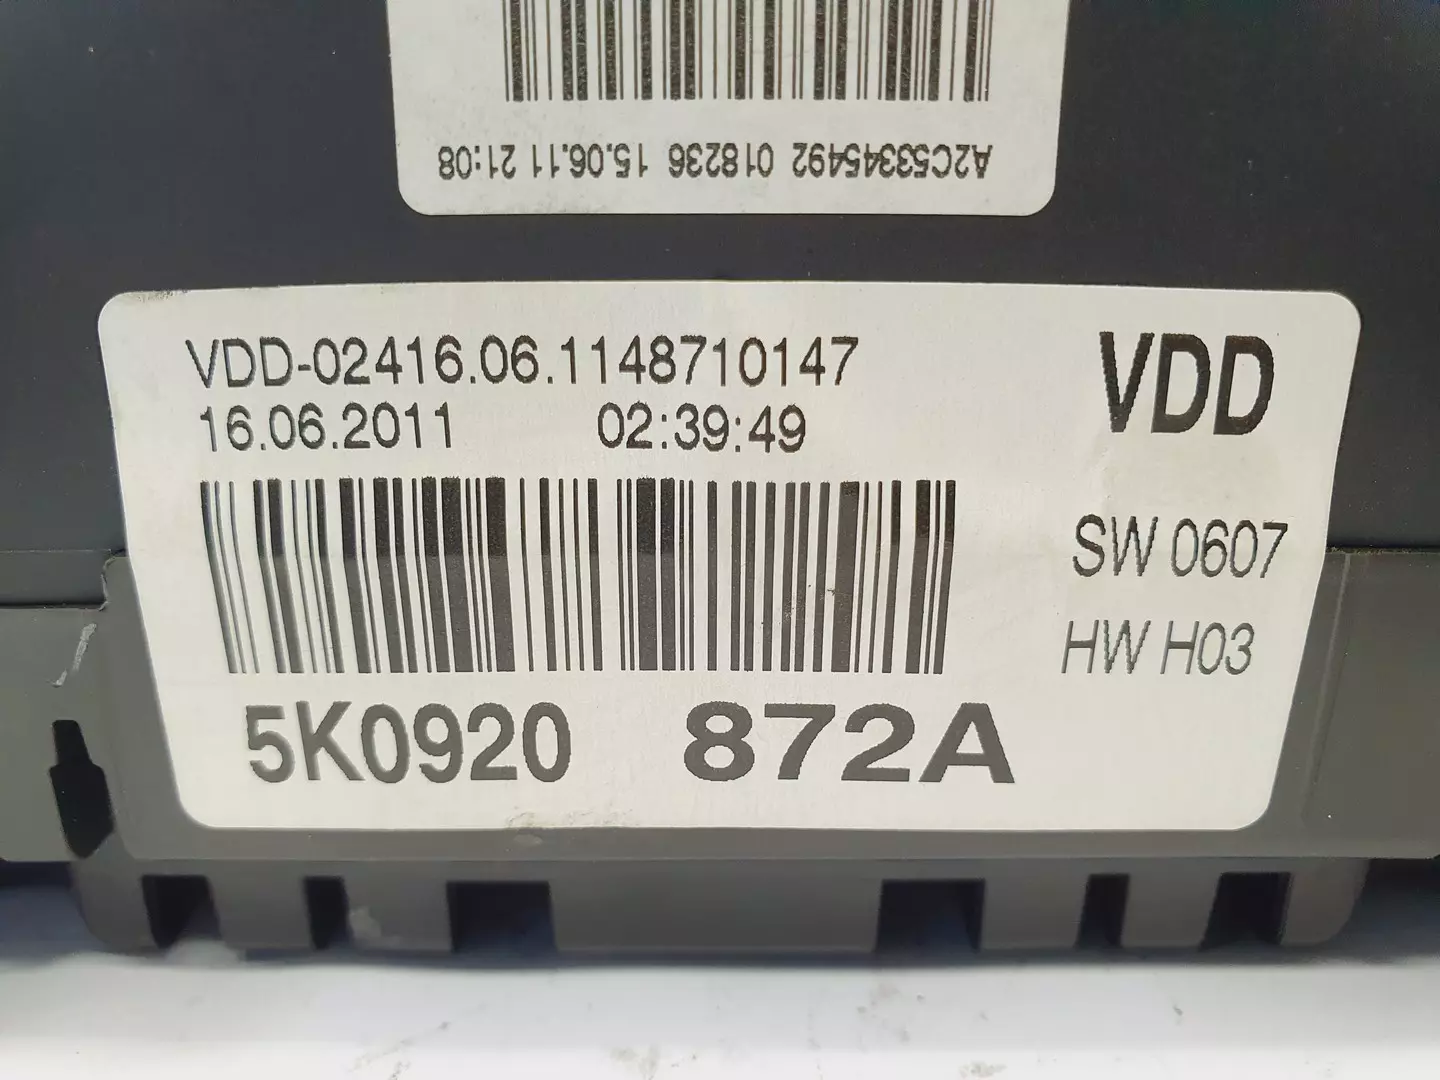 A2C53345492 018236 15.06.11 21:08
VDD-02416.06.1148710147
16.06.2011 02:39:49
VDD
SW 0607
HW H03
5K0920 872A